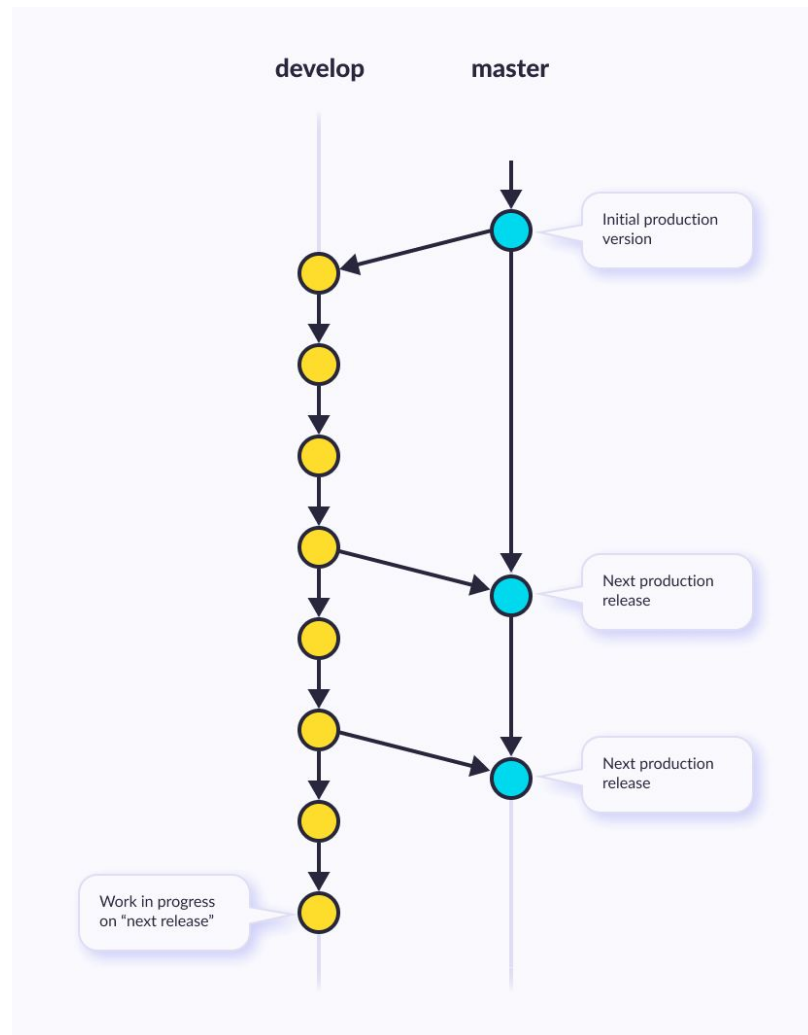 develop
master
Initial production
version
Next production
release
Next production
release
Work in progress
on “next release”